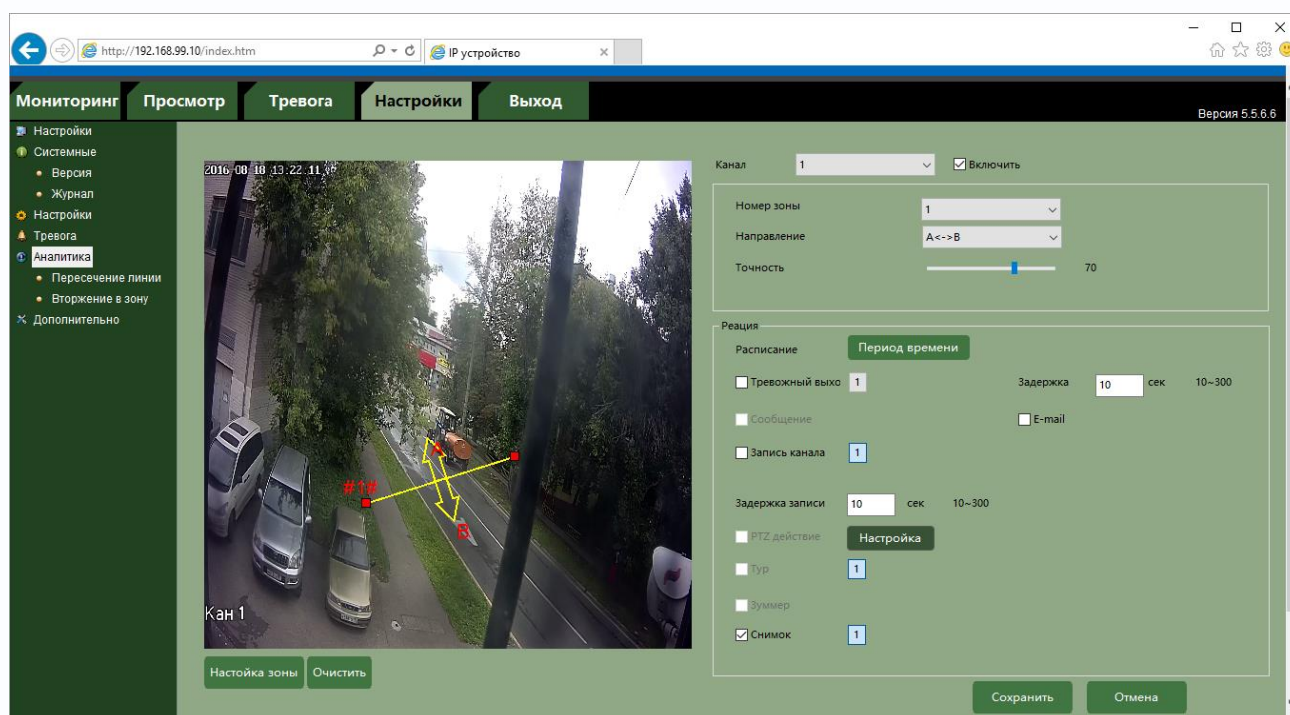 http://192.168.99.10/index.htm
IP устройство
Мониторинг Просмотр Тревога Настройки Выход
Версия 5.5.6.6
Настройки
Системные
Версия
Журнал
Настройки
Тревога
Аналитика
Пересечение линии
Вторжение в зону
Дополнительно
2016-08-18 13:22:11
A
#1#
B
Кан 1
Настойка зоны Очистить
Канал 1 Включить
Номер зоны 1
Направление A<->B
Точность 70
Реация
Расписание Период времени
Тревожный выхо 1 Задержка 10 сек 10~300
Сообщение E-mail
Запись канала 1
Задержка записи 10 сек 10~300
PTZ действие Настройка
Тур 1
Зуммер
Снимок 1
Сохранить Отмена